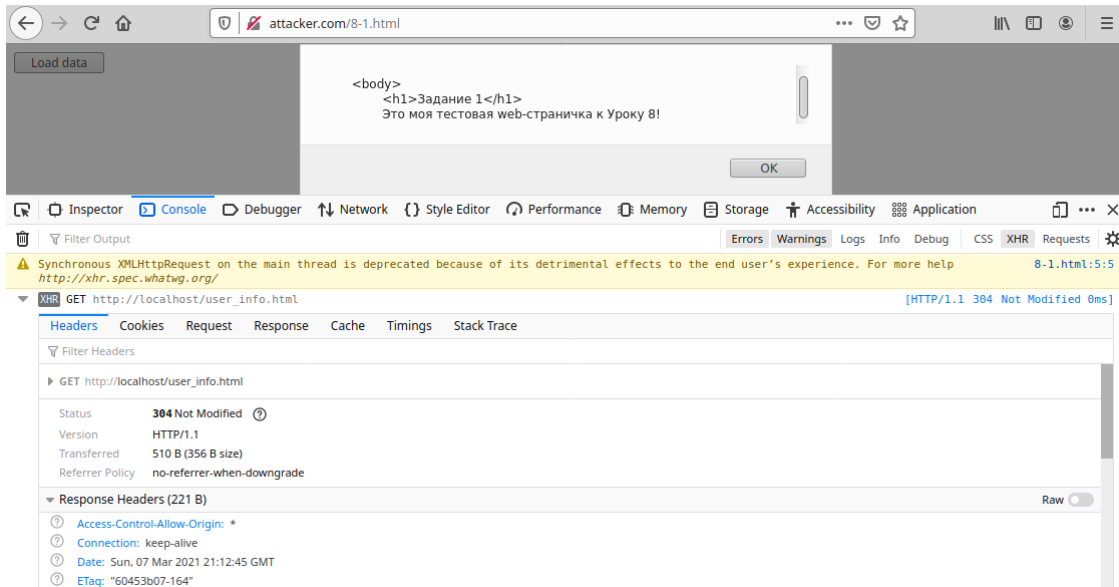 attacker.com/8-1.html
Load data
<body>
<h1>Задание 1</h1>
Это моя тестовая web-страничка к Уроку 8!
OK
Inspector Console Debugger Network {} Style Editor Performance Memory Storage Accessibility Application
Filter Output Errors Warnings Logs Info Debug CSS XHR Requests
Synchronous XMLHttpRequest on the main thread is deprecated because of its detrimental effects to the end user's experience. For more help 8-1.html:5:5
http://xhr.spec.whatwg.org/
XHR GET http://localhost/user_info.html [HTTP/1.1 304 Not Modified 0ms]
Headers Cookies Request Response Cache Timings Stack Trace
Filter Headers
GET http://localhost/user_info.html
Status 304 Not Modified
Version HTTP/1.1
Transferred 510 B (356 B size)
Referrer Policy no-referrer-when-downgrade
Response Headers (221 B) Raw
Access-Control-Allow-Origin: *
Connection: keep-alive
Date: Sun, 07 Mar 2021 21:12:45 GMT
ETag: "60453b07-164"